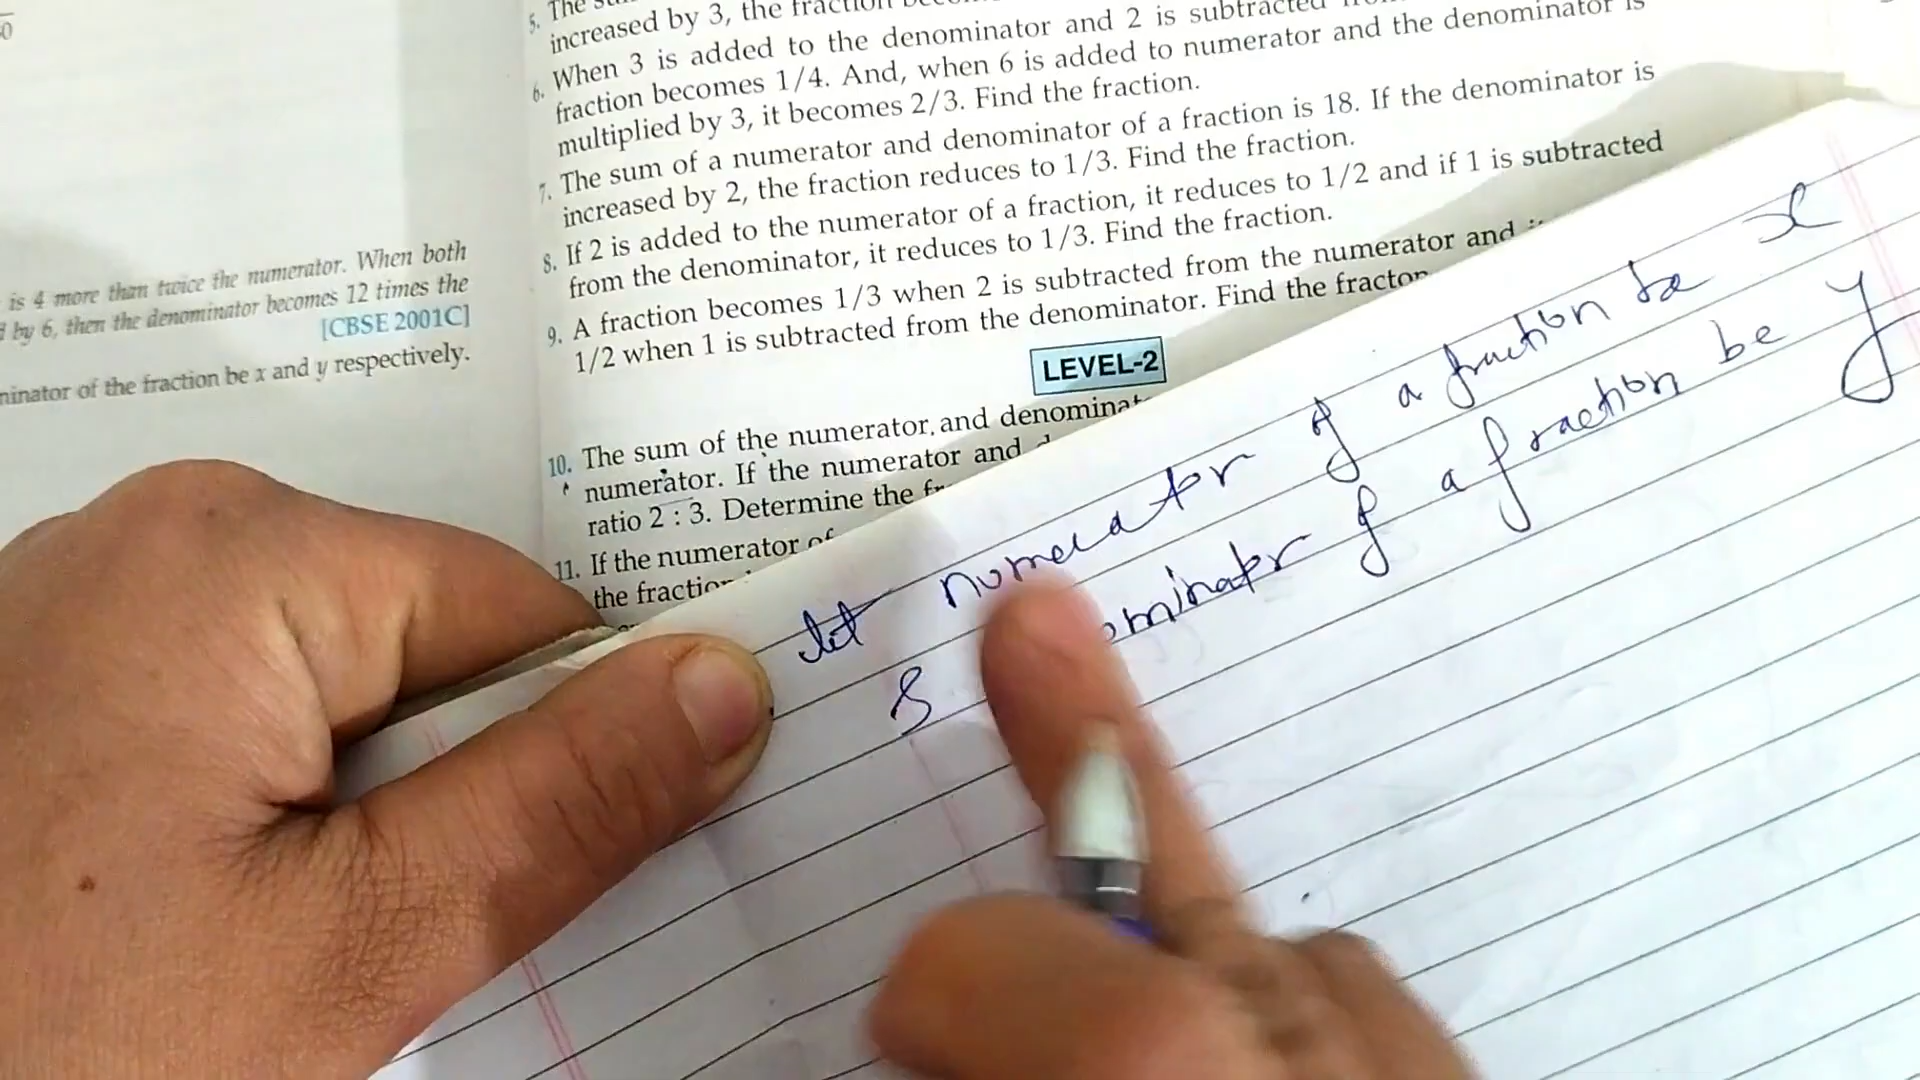 is 4 more than twice the numerator. When both
by 6, then the denominator becomes 12 times the
[CBSE 2001C]
of the fraction be x and y respectively.
5. The
increased by 3, the fraction
6. When 3 is added to the denominator and 2 is subtracted
fraction becomes 1/4. And, when 6 is added to numerator and the denominator is
multiplied by 3, it becomes 2/3. Find the fraction.
7. The sum of a numerator and denominator of a fraction is 18. If the denominator is
increased by 2, the fraction reduces to 1/3. Find the fraction.
8. If 2 is added to the numerator of a fraction, it reduces to 1/2 and if 1 is subtracted
from the denominator, it reduces to 1/3. Find the fraction.
9. A fraction becomes 1/3 when 2 is subtracted from the numerator and
1/2 when 1 is subtracted from the denominator. Find the fracton
LEVEL-2
10. The sum of the numerator and
numerator. If the numerator and
ratio 2 : 3. Determine the
11. If the numerator of
the
let numerator of a fraction be x
of a fraction be y